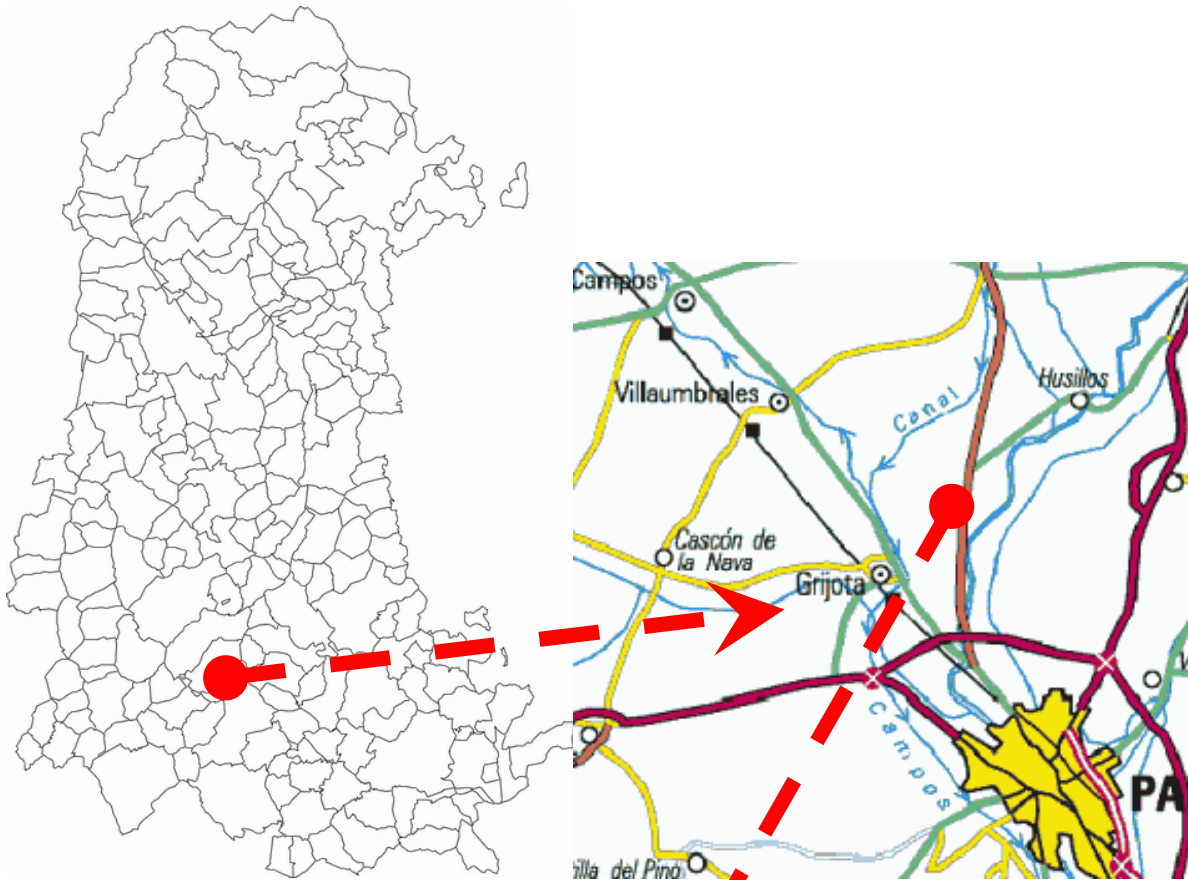 Campos
Villaumbrales
Canal
Husillos
Cascón de
la Nava
Grijota
Campos
PA
illa del Pino